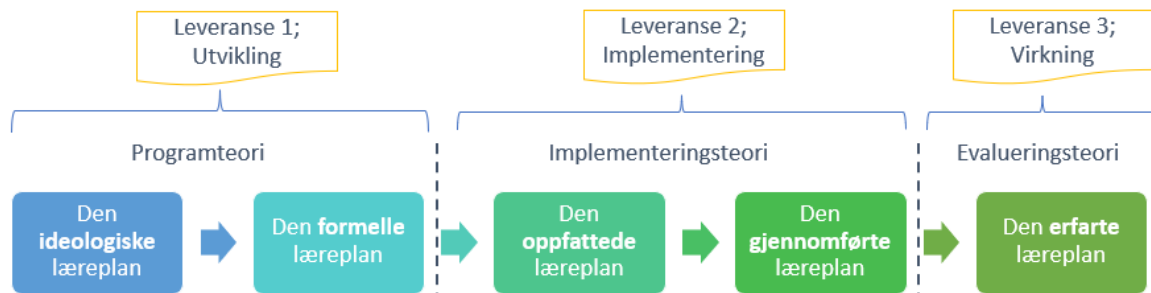 Leveranse 1;
Utvikling
Leveranse 2;
Implementering
Leveranse 3;
Virkning
Programteori
Implementeringsteori
Evalueringsteori
Den
ideologiske
læreplan
Den formelle
læreplan
Den
oppfattede
læreplan
Den
gjennomførte
læreplan
Den erfarte
læreplan